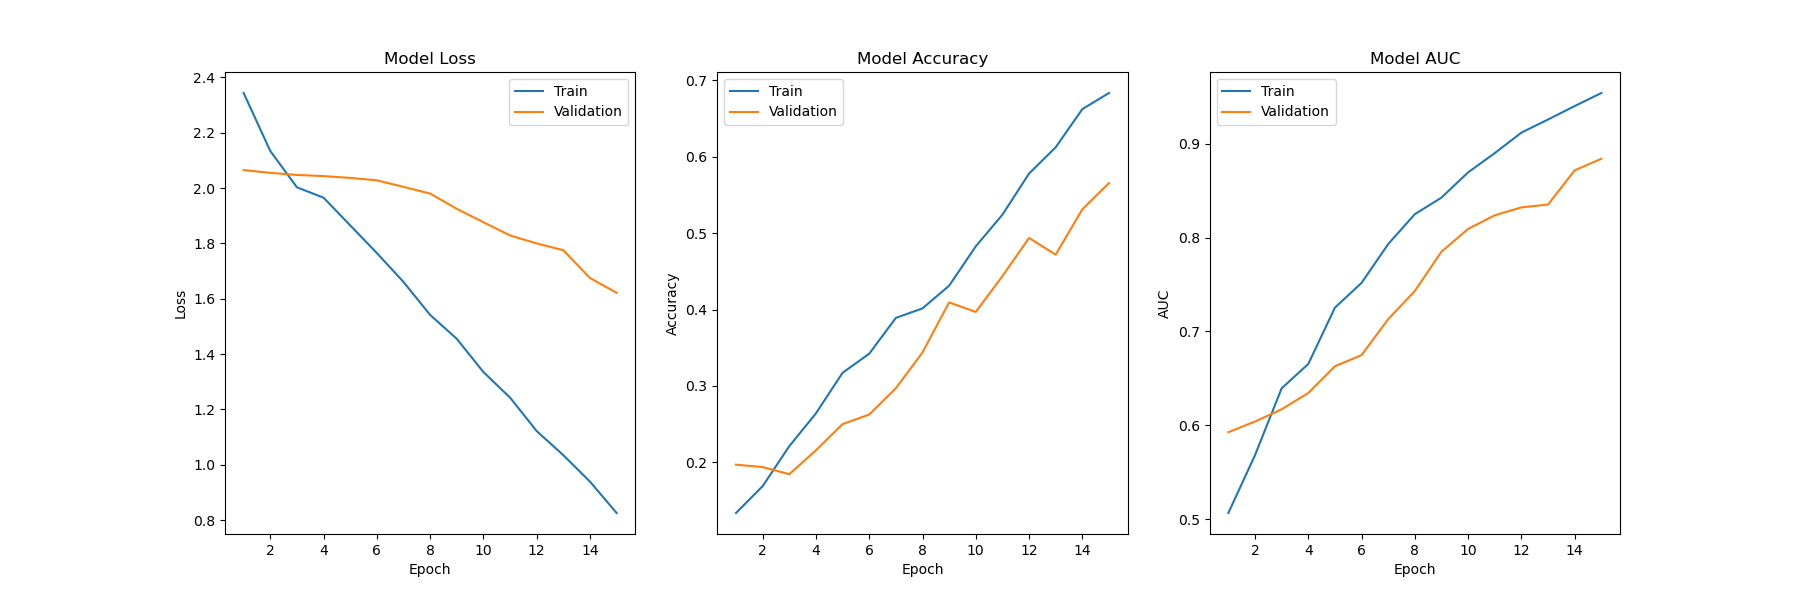 Model Loss
Train
Validation
2.4
2.2
2.0
1.8
1.6
1.4
1.2
1.0
0.8
Loss
2 4 6 8 10 12 14
Epoch
Model Accuracy
Train
Validation
0.7
0.6
0.5
0.4
0.3
0.2
Accuracy
2 4 6 8 10 12 14
Epoch
Model AUC
Train
Validation
0.9
0.8
0.7
0.6
0.5
AUC
2 4 6 8 10 12 14
Epoch